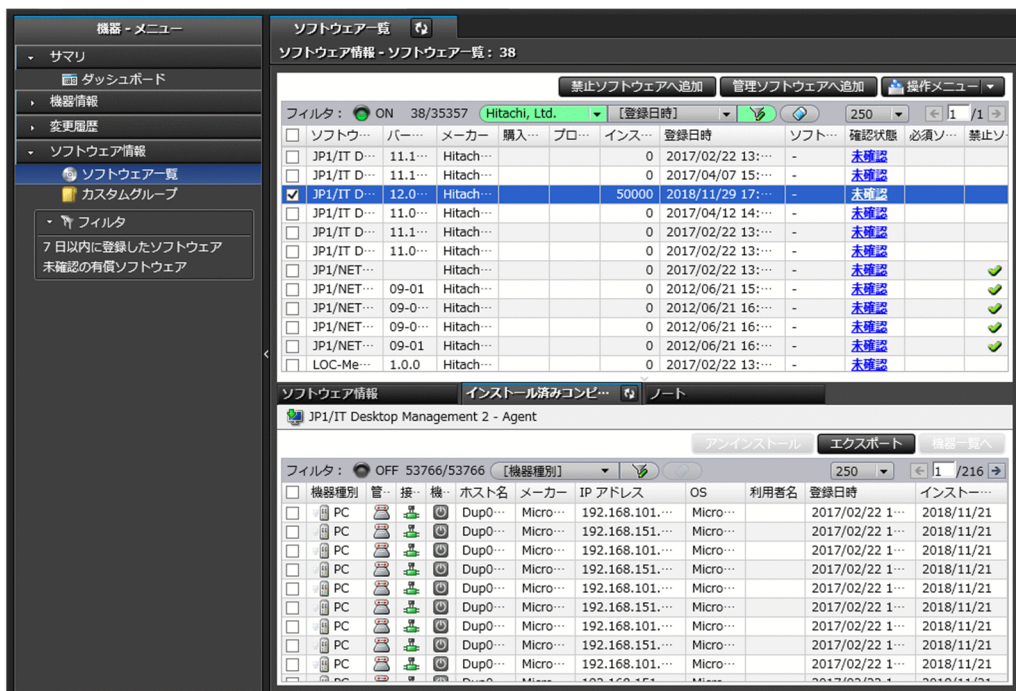 機器 - メニュー
サマリ
ダッシュボード
機器情報
変更履歴
ソフトウェア情報
ソフトウェア一覧
カスタムグループ
フィルタ
7 日以内に登録したソフトウェア
未確認の有償ソフトウェア
ソフトウェア一覧
ソフトウェア情報 - ソフトウェア一覧 : 38
禁止ソフトウェアへ追加 管理ソフトウェアへ追加 操作メニュー
フィルタ : ON 38/35357 Hitachi, Ltd. [登録日時] 250 1 /1
ソフトウ… バー… メーカー 購入… プロ… インス… 登録日時 ソフト… 確認状態 必須ソ… 禁止ソ
JP1/IT D… 11.1… Hitach… 0 2017/02/22 13:… - 未確認
JP1/IT D… 11.1… Hitach… 0 2017/04/07 15:… - 未確認
JP1/IT D… 12.0… Hitach… 50000 2018/11/29 17:… - 未確認
JP1/IT D… 11.0… Hitach… 0 2017/04/12 14:… - 未確認
JP1/IT D… 11.1… Hitach… 0 2017/02/22 13:… - 未確認
JP1/IT D… 11.0… Hitach… 0 2017/02/22 13:… - 未確認
JP1/NET… Hitach… 0 2017/02/22 13:… - 未確認
JP1/NET… 09-01 Hitach… 0 2012/06/21 15:… - 未確認
JP1/NET… 09-0… Hitach… 0 2012/06/21 16:… - 未確認
JP1/NET… 09-0… Hitach… 0 2012/06/21 16:… - 未確認
JP1/NET… 09-01 Hitach… 0 2012/06/21 16:… - 未確認
LOC-Me… 1.0.0 Hitach… 0 2017/02/22 13:… - 未確認
ソフトウェア情報 インストール済みコンピ… ノート
JP1/IT Desktop Management 2 - Agent
アンインストール エクスポート 機器一覧へ
フィルタ : OFF 53766/53766 [機器種別] 250 1 /216
機器種別 管… 接… 機… ホスト名 メーカー IP アドレス OS 利用者名 登録日時 インストー…
PC Dup0… Micro… 192.168.101.… Micro… 2017/02/22 1… 2018/11/21
PC Dup0… Micro… 192.168.151.… Micro… 2017/02/22 1… 2018/11/21
PC Dup0… Micro… 192.168.101.… Micro… 2017/02/22 1… 2018/11/21
PC Dup0… Micro… 192.168.151.… Micro… 2017/02/22 1… 2018/11/21
PC Dup0… Micro… 192.168.151.… Micro… 2017/02/22 1… 2018/11/21
PC Dup0… Micro… 192.168.151.… Micro… 2017/02/22 1… 2018/11/21
PC Dup0… Micro… 192.168.151.… Micro… 2017/02/22 1… 2018/11/21
PC Dup0… Micro… 192.168.151.… Micro… 2017/02/22 1… 2018/11/21
PC Dup0… Micro… 192.168.101.… Micro… 2017/02/22 1… 2018/11/21